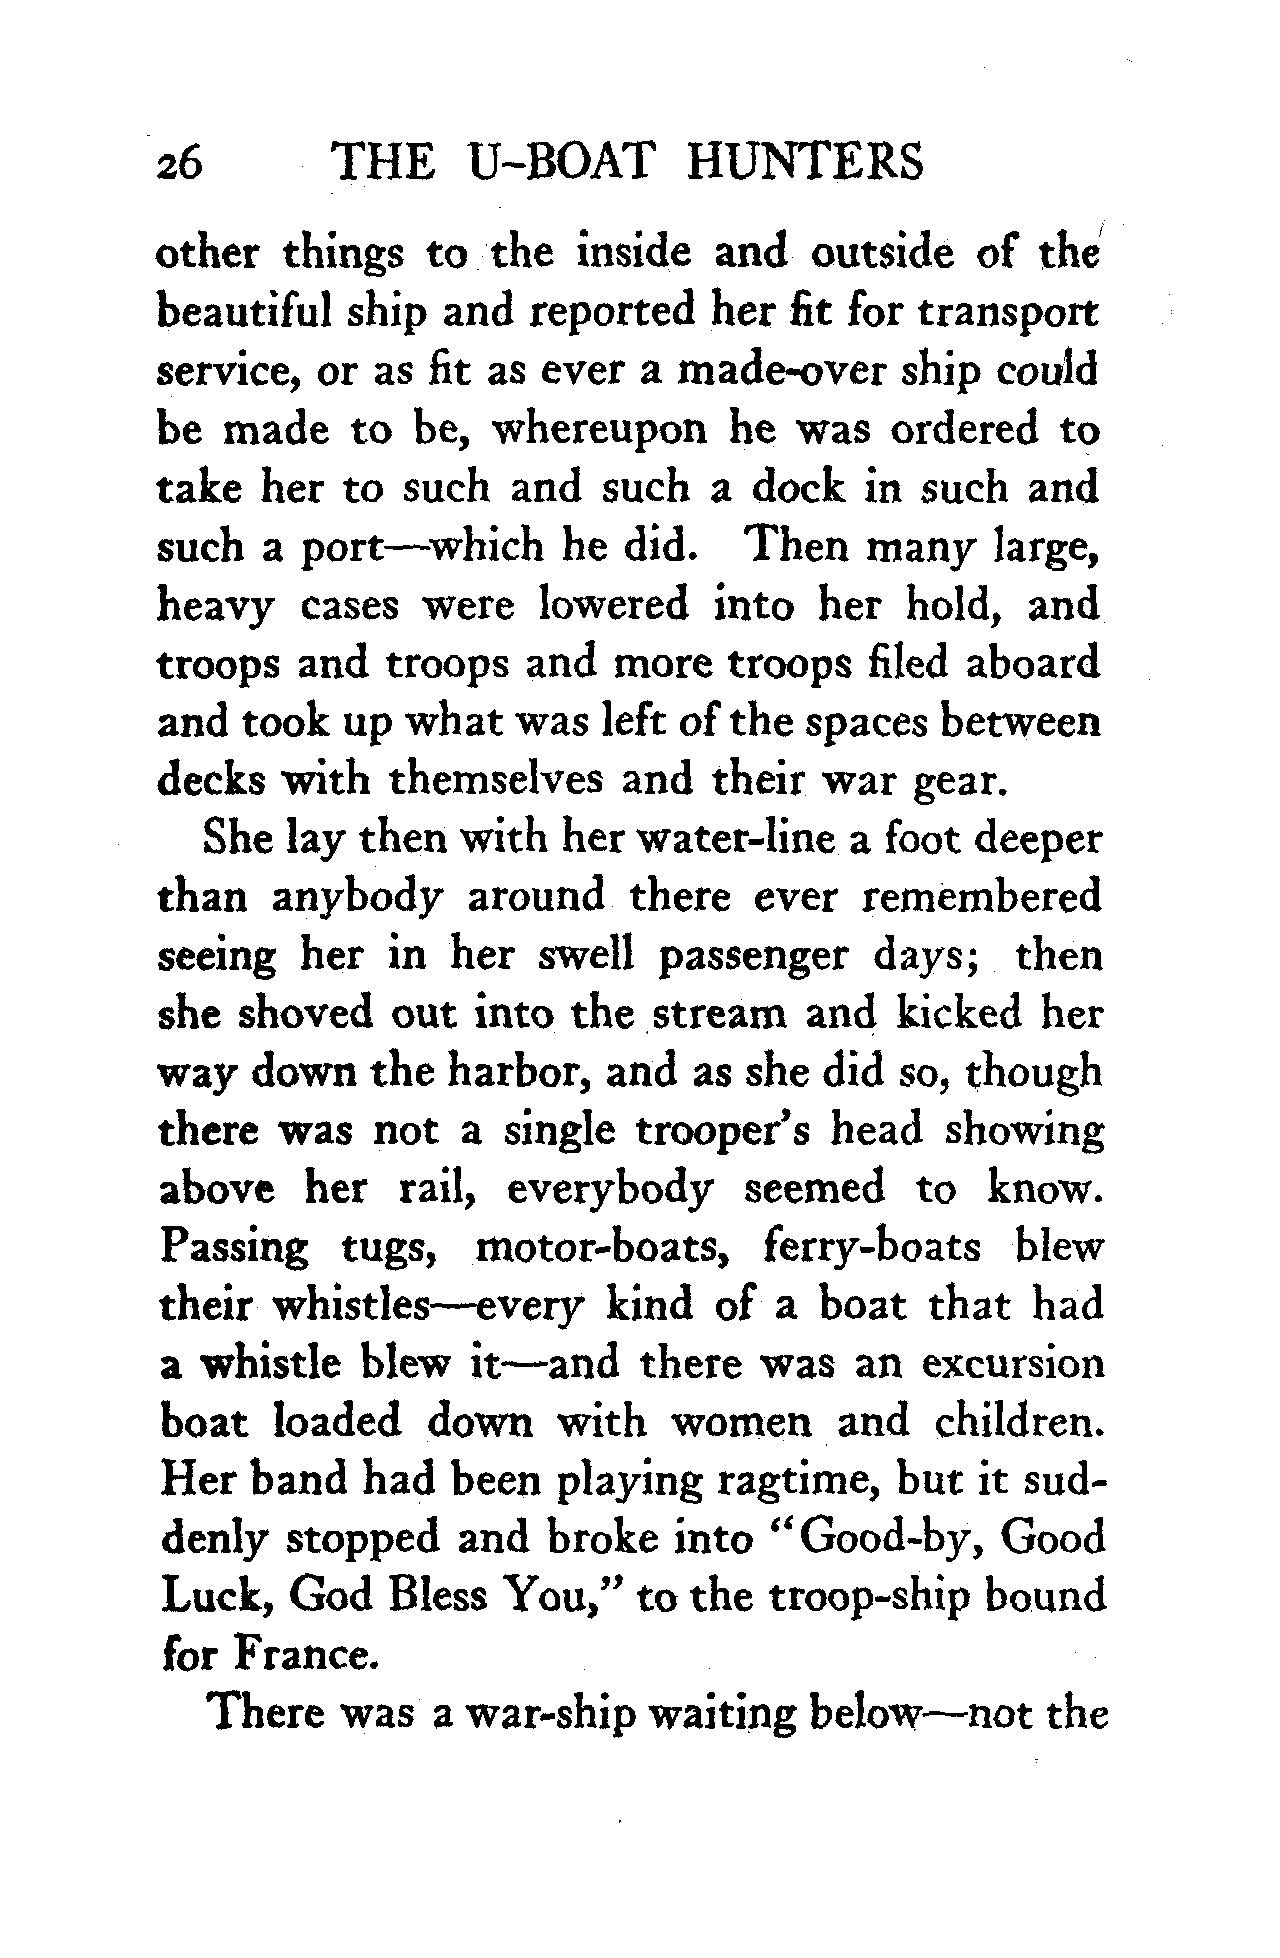 26 THE U-BOAT HUNTERS
other things to the inside and outside of the
beautiful ship and reported her fit for transport
service, or as fit as ever a made-over ship could
be made to be, whereupon he was ordered to
take her to such and such a dock in such and
such a port—which he did. Then many large,
heavy cases were lowered into her hold, and
troops and troops and more troops filed aboard
and took up what was left of the spaces between
decks with themselves and their war gear.
She lay then with her water-line a foot deeper
than anybody around there ever remembered
seeing her in her swell passenger days; then
she shoved out into the stream and kicked her
way down the harbor, and as she did so, though
there was not a single trooper's head showing
above her rail, everybody seemed to know.
Passing tugs, motor-boats, ferry-boats blew
their whistles—every kind of a boat that had
a whistle blew it—and there was an excursion
boat loaded down with women and children.
Her band had been playing ragtime, but it sud-
denly stopped and broke into "Good-by, Good
Luck, God Bless You," to the troop-ship bound
for France.
There was a war-ship waiting below—not the